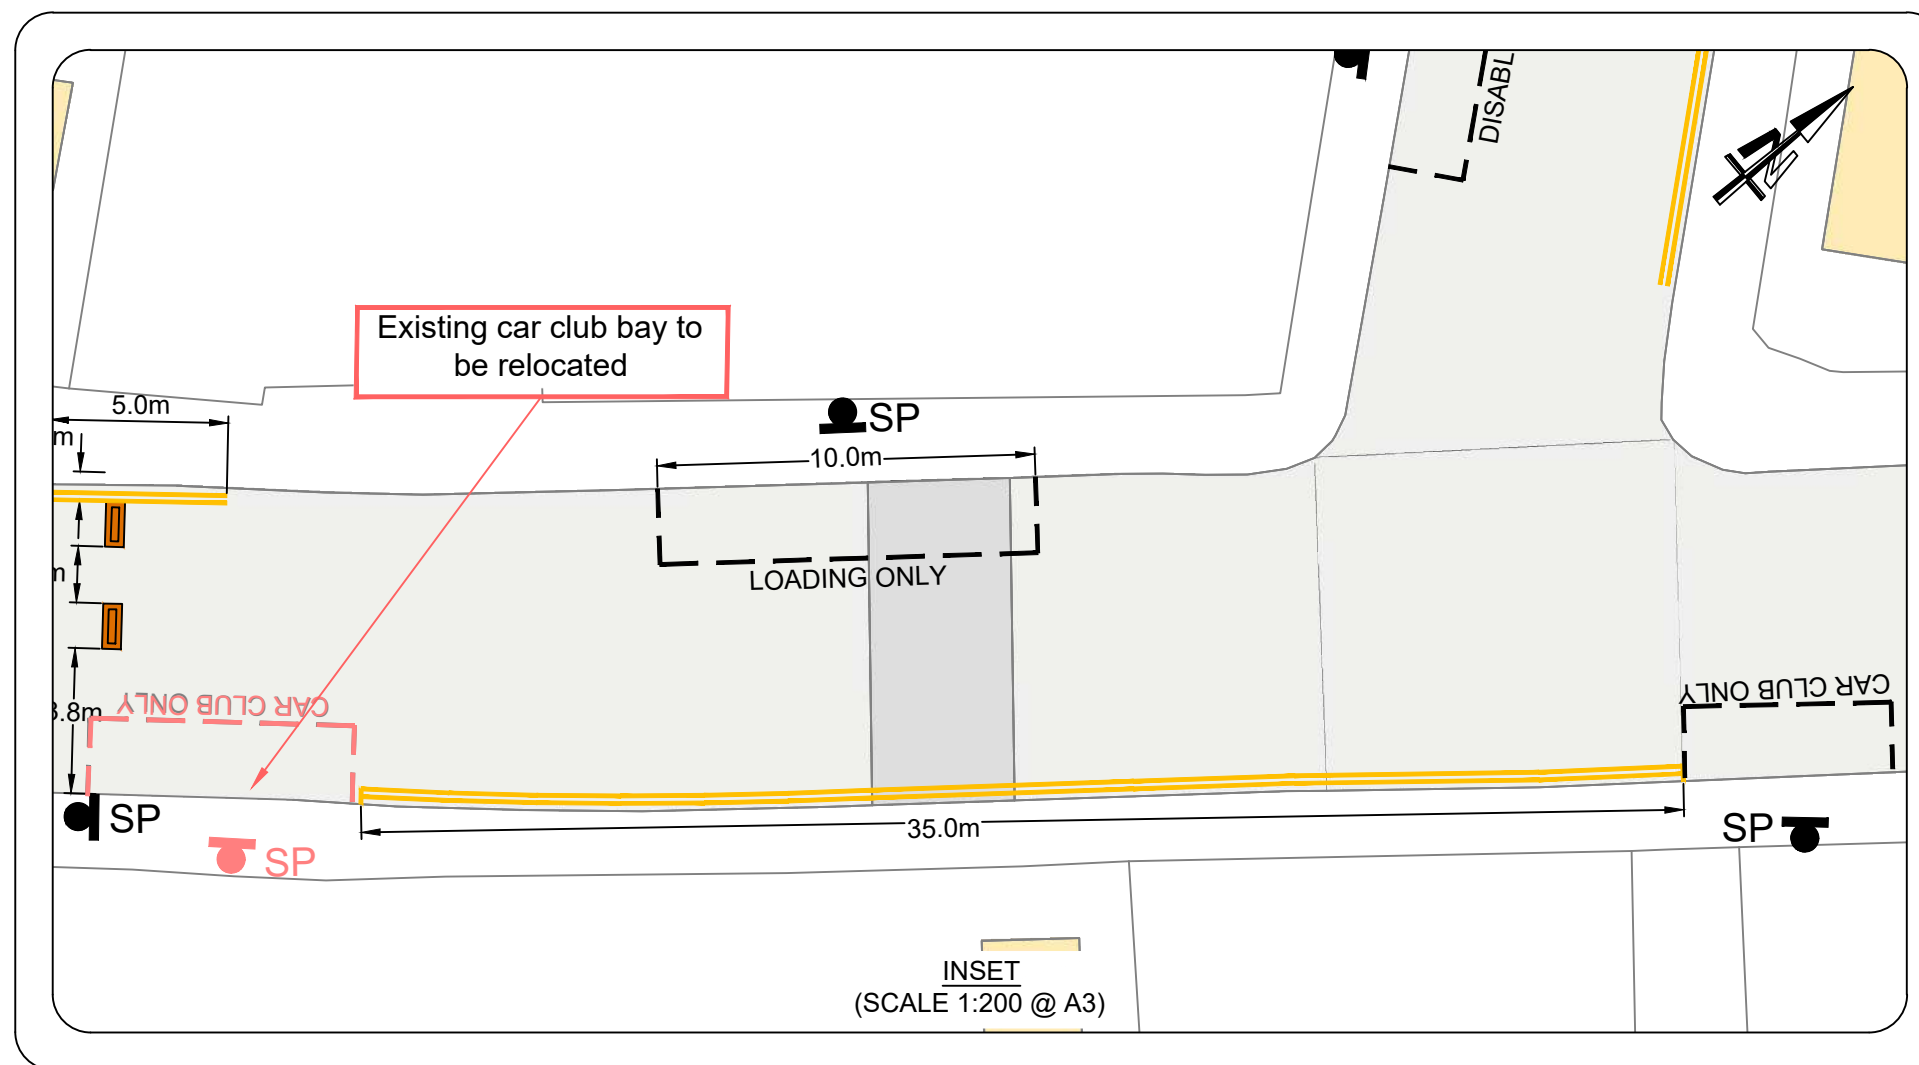 DISABL
N
Existing car club bay to
be relocated
5.0m
m
SP
10.0m
LOADING ONLY
m
CAR CLUB ONLY
3.8m
CAR CLUB ONLY
SP
SP
35.0m
SP
INSET
(SCALE 1:200 @ A3)